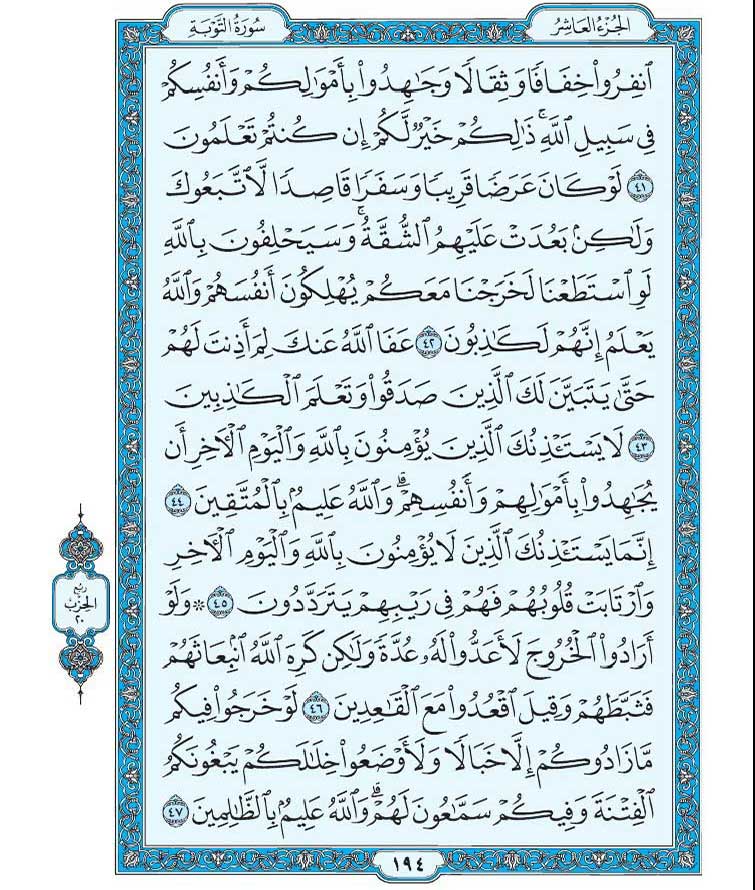 الجُزْءُ العَاشِرُ
سُورَةُ التَّوْبَةِ
ٱنفِرُوا۟ خِفَافًا وَثِقَالًا وَجَٰهِدُوا۟ بِأَمْوَٰلِكُمْ وَأَنفُسِكُمْ
فِى سَبِيلِ ٱللَّهِ ۚ ذَٰلِكُمْ خَيْرٌ لَّكُمْ إِن كُنتُمْ تَعْلَمُونَ
٤١ لَوْ كَانَ عَرَضًا قَرِيبًا وَسَفَرًا قَاصِدًا لَّٱتَّبَعُوكَ
وَلَٰكِنۢ بَعُدَتْ عَلَيْهِمُ ٱلشُّقَّةُ ۚ وَسَيَحْلِفُونَ بِٱللَّهِ
لَوِ ٱسْتَطَعْنَا لَخَرَجْنَا مَعَكُمْ يُهْلِكُونَ أَنفُسَهُمْ وَٱللَّهُ
يَعْلَمُ إِنَّهُمْ لَكَٰذِبُونَ ٤٢ عَفَا ٱللَّهُ عَنكَ لِمَ أَذِنتَ لَهُمْ
حَتَّىٰ يَتَبَيَّنَ لَكَ ٱلَّذِينَ صَدَقُوا۟ وَتَعْلَمَ ٱلْكَٰذِبِينَ
٤٣ لَا يَسْتَـْٔذِنُكَ ٱلَّذِينَ يُؤْمِنُونَ بِٱللَّهِ وَٱلْيَوْمِ ٱلْـَٔاخِرِ أَن
يُجَٰهِدُوا۟ بِأَمْوَٰلِهِمْ وَأَنفُسِهِمْ ۗ وَٱللَّهُ عَلِيمٌۢ بِٱلْمُتَّقِينَ ٤٤
إِنَّمَا يَسْتَـْٔذِنُكَ ٱلَّذِينَ لَا يُؤْمِنُونَ بِٱللَّهِ وَٱلْيَوْمِ ٱلْـَٔاخِرِ
وَٱرْتَابَتْ قُلُوبُهُمْ فَهُمْ فِى رَيْبِهِمْ يَتَرَدَّدُونَ ٤٥ ۞ وَلَوْ
أَرَادُوا۟ ٱلْخُرُوجَ لَأَعَدُّوا۟ لَهُۥ عُدَّةً وَلَٰكِن كَرِهَ ٱللَّهُ ٱنۢبِعَاثَهُمْ
فَثَبَّطَهُمْ وَقِيلَ ٱقْعُدُوا۟ مَعَ ٱلْقَٰعِدِينَ ٤٦ لَوْ خَرَجُوا۟ فِيكُم
مَّا زَادُوكُمْ إِلَّا خَبَالًا وَلَأَوْضَعُوا۟ خِلَٰلَكُمْ يَبْغُونَكُمُ
ٱلْفِتْنَةَ وَفِيكُمْ سَمَّٰعُونَ لَهُمْ ۗ وَٱللَّهُ عَلِيمٌۢ بِٱلظَّٰلِمِينَ ٤٧
ربع
الحزب
٢٠
١٩٤